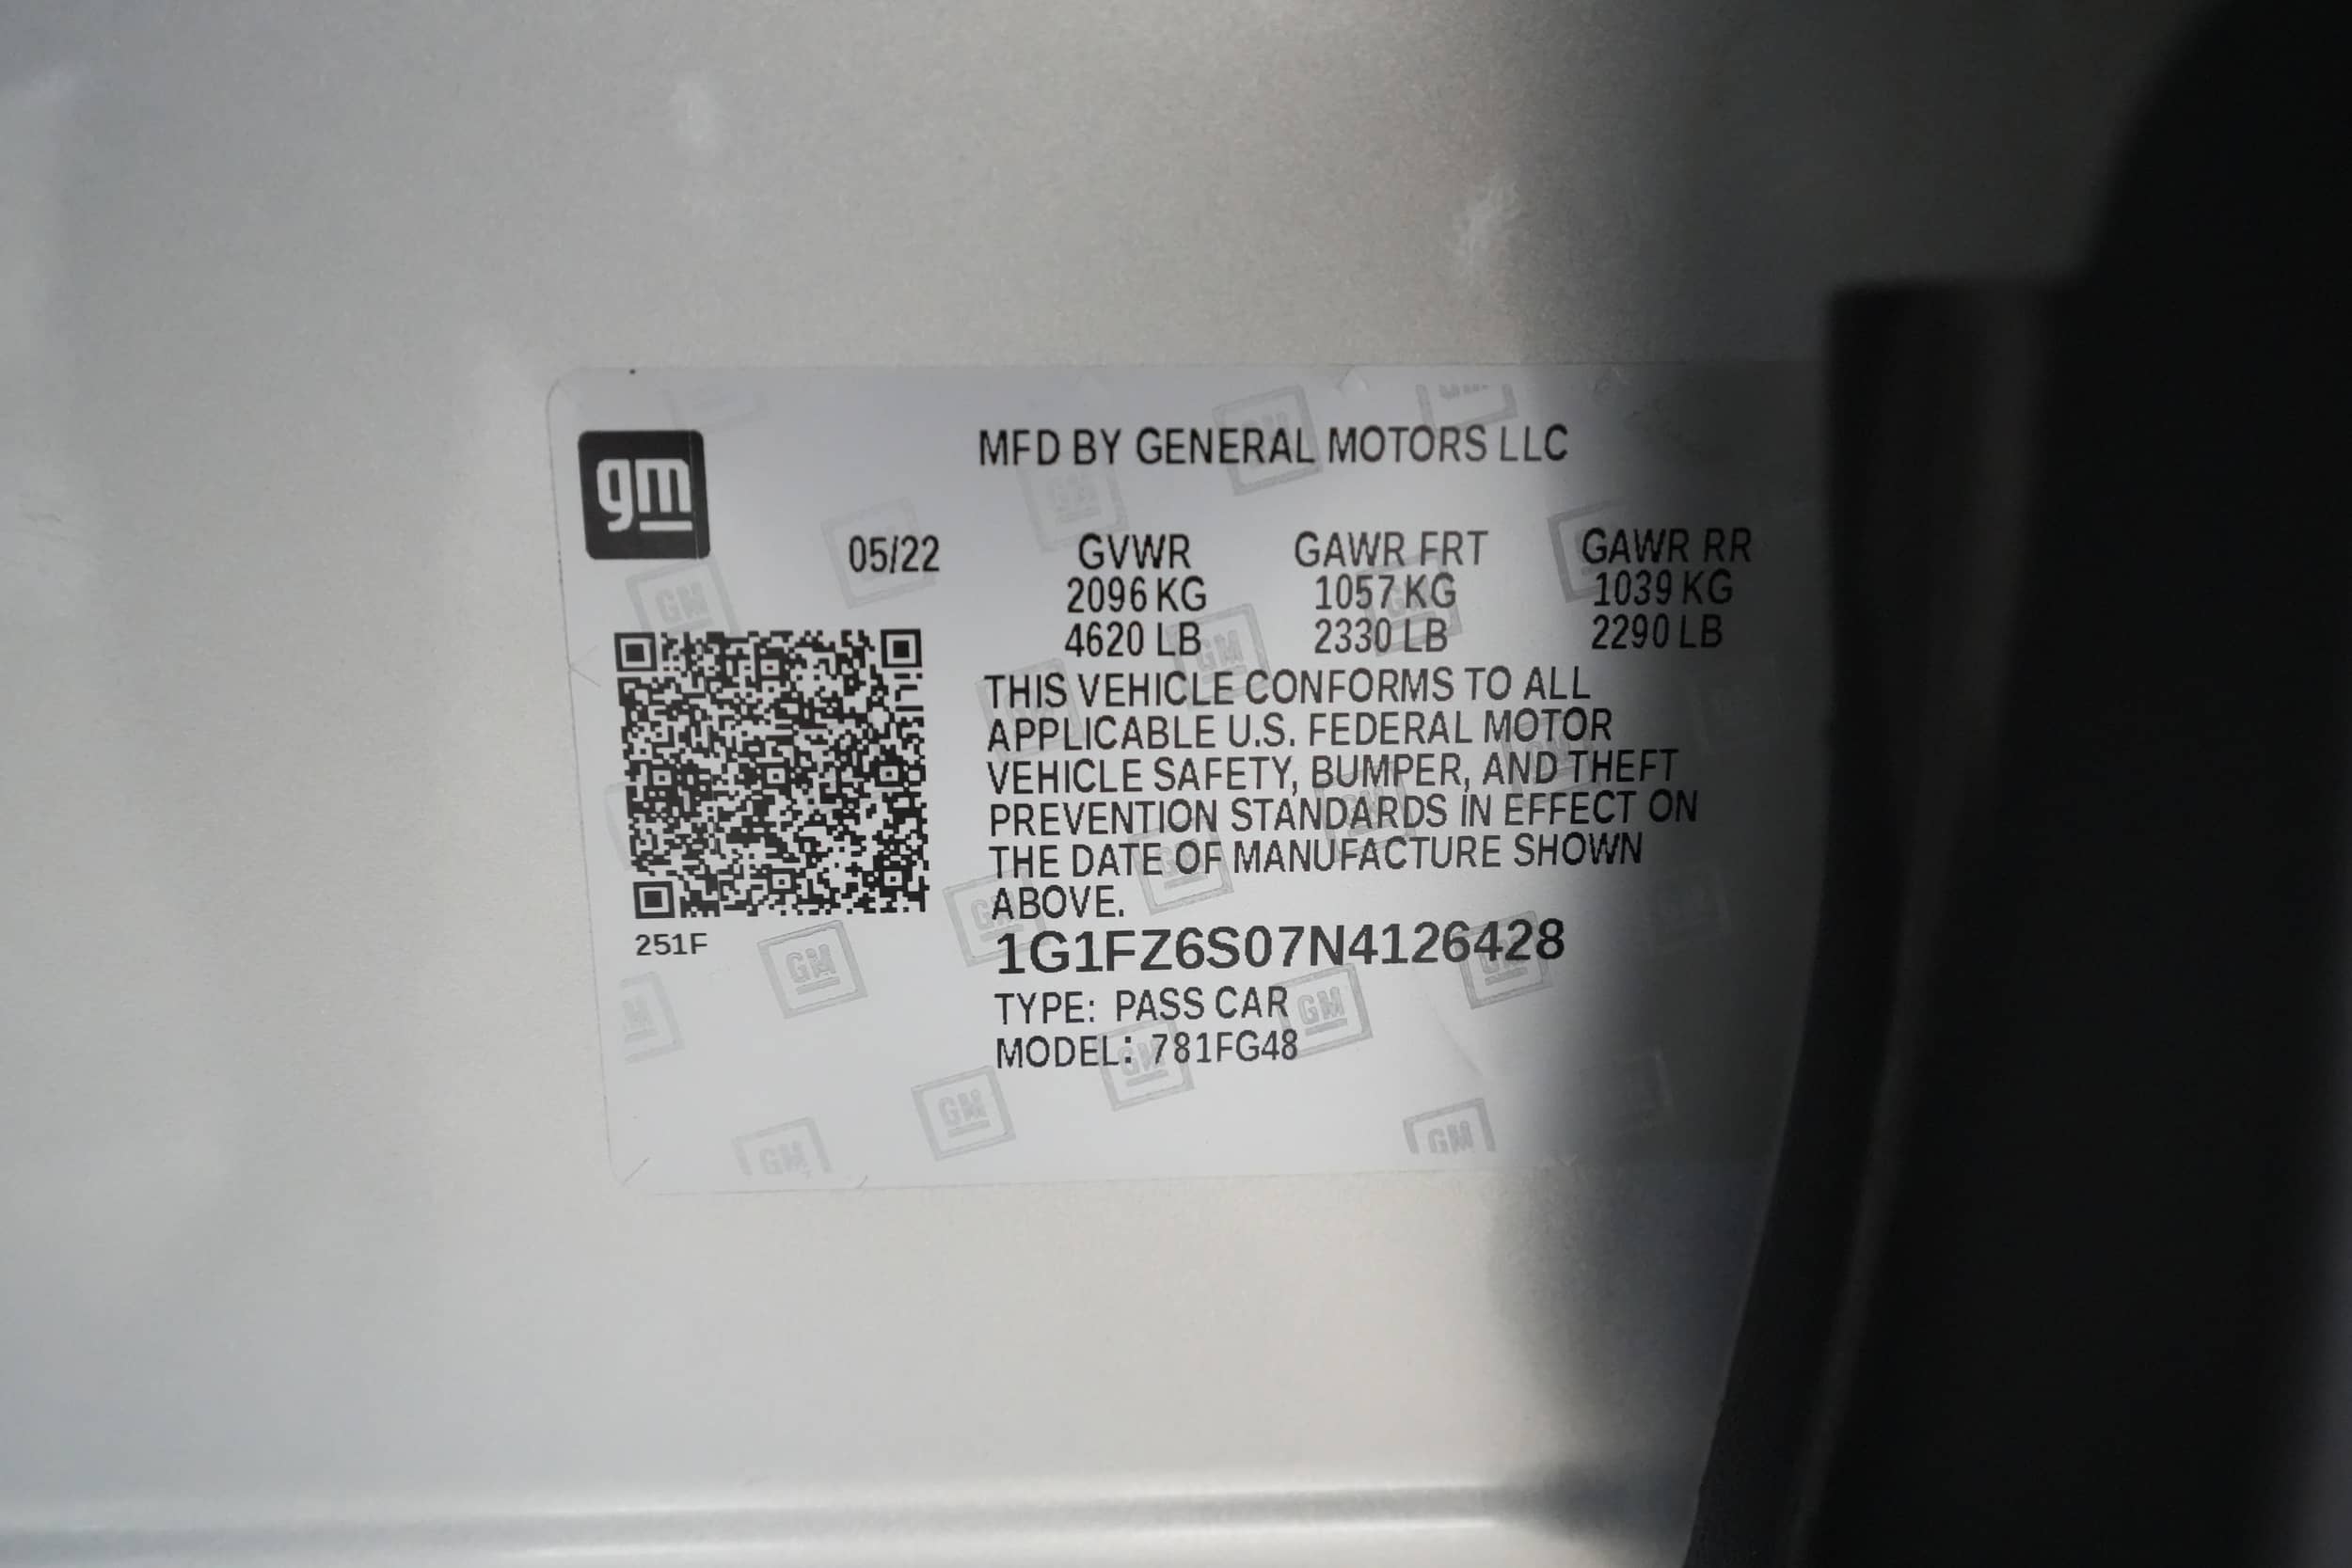 gm
MFD BY GENERAL MOTORS LLC
05/22 GVWR GAWR FRT GAWR RR
2096 KG 1057 KG 1039 KG
4620 LB 2330 LB 2290 LB
THIS VEHICLE CONFORMS TO ALL
APPLICABLE U.S. FEDERAL MOTOR
VEHICLE SAFETY, BUMPER, AND THEFT
PREVENTION STANDARDS IN EFFECT ON
THE DATE OF MANUFACTURE SHOWN
ABOVE.
251F
1G1FZ6S07N4126428
TYPE: PASS CAR
MODEL: 781FG48